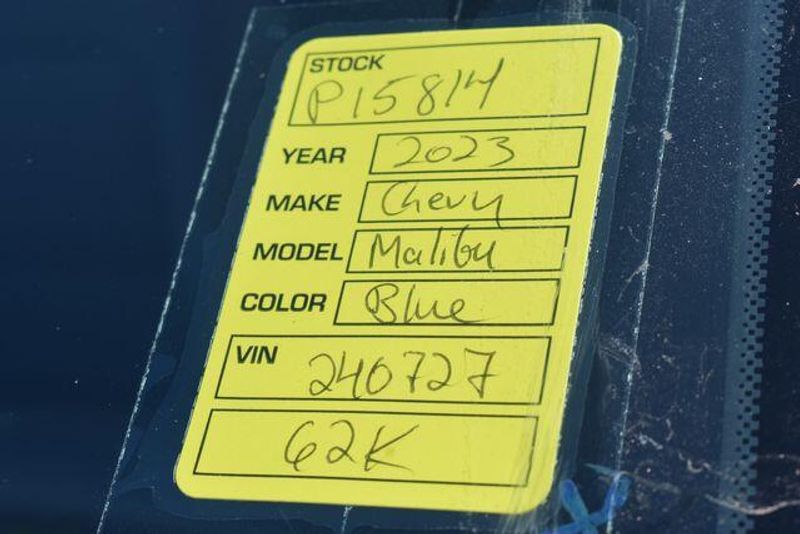 STOCK
P15814
YEAR 2023
MAKE Chevy
MODEL Malibu
COLOR Blue
VIN 240727
62K